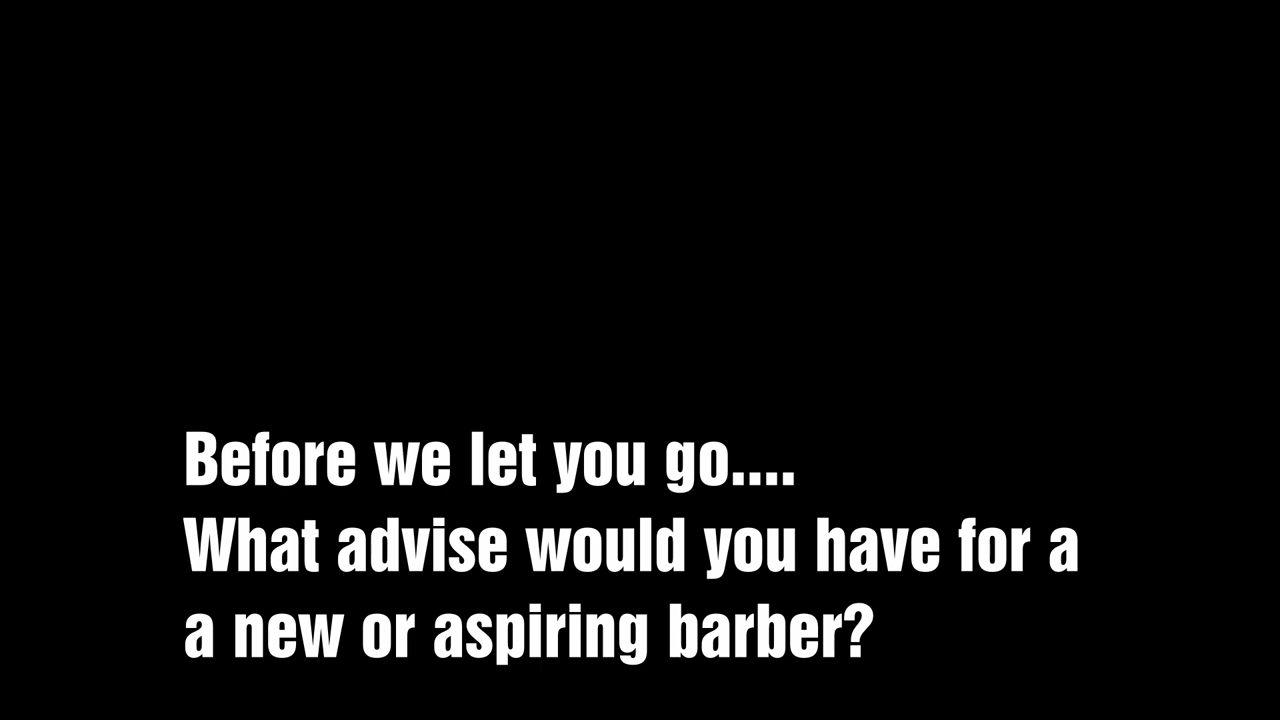 Before we let you go....
What advise would you have for a
a new or aspiring barber?